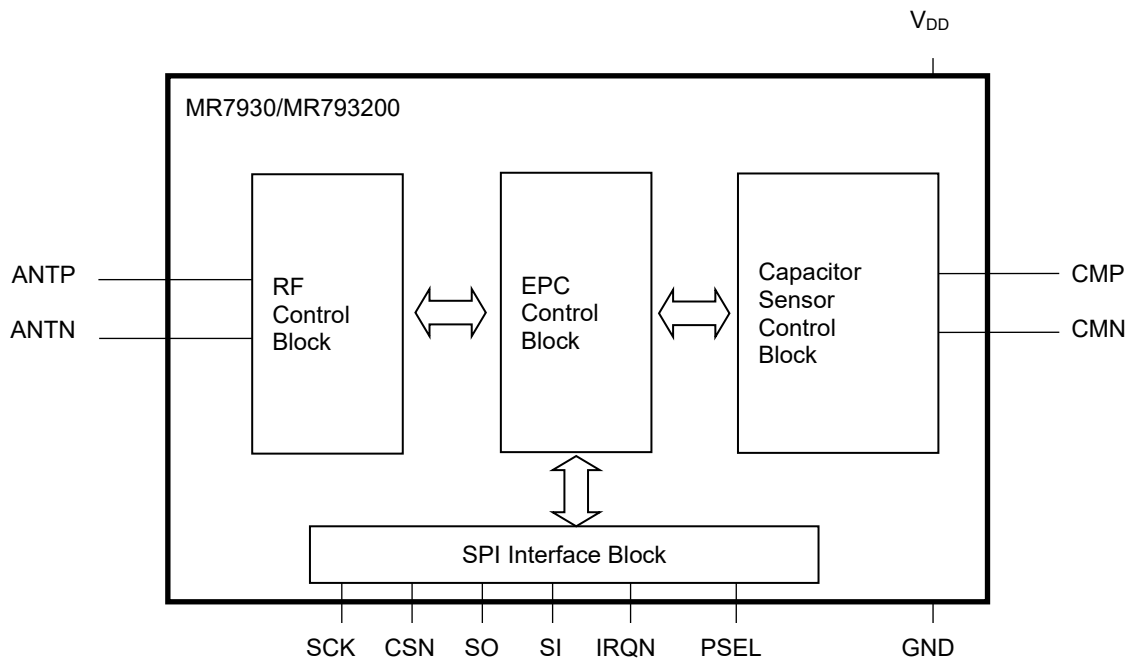 V_DD
MR7930/MR793200
ANTP
ANTN
RF
Control
Block
EPC
Control
Block
Capacitor
Sensor
Control
Block
CMP
CMN
SPI Interface Block
SCK
CSN
SO
SI
IRQN
PSEL
GND